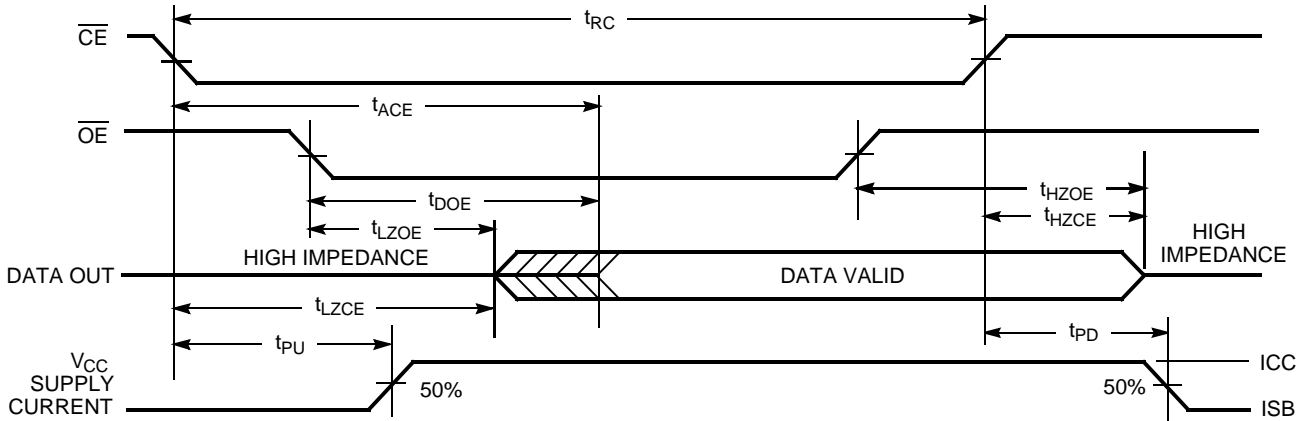 tRC
CE
tACE
OE
tDOE
tHZOE
tLZOE
tHZCE
HIGH IMPEDANCE
HIGH
IMPEDANCE
DATA OUT
DATA VALID
tLZCE
tPU
tPD
VCC
SUPPLY
CURRENT
50%
50%
ICC
ISB